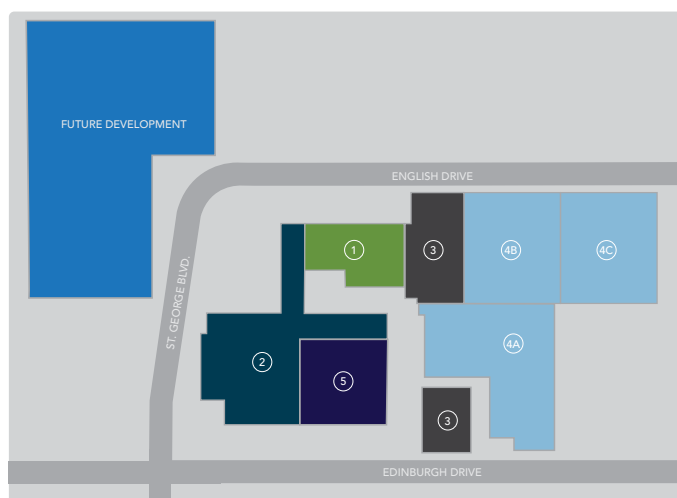 FUTURE DEVELOPMENT
ENGLISH DRIVE
ST. GEORGE BLVD.
1
3
4B
4C
2
5
4A
3
EDINBURGH DRIVE